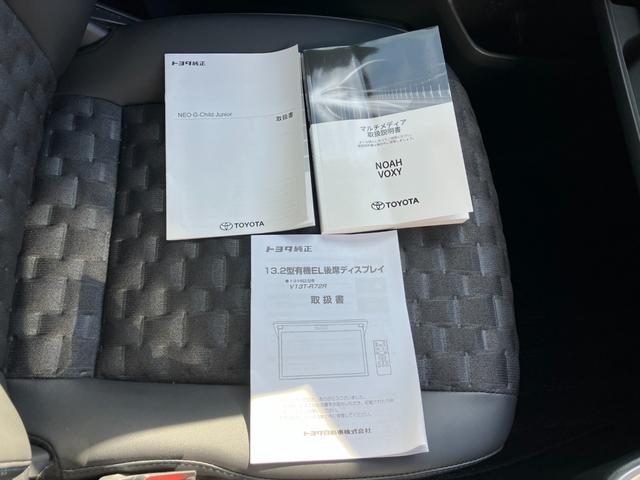 トヨタ純正
NEO G-Child Junior
取扱書
TOYOTA
マルチメディア
取扱説明書
NOAH
VOXY
TOYOTA
トヨタ純正
13.2型有機EL後席ディスプレイ
V13T-R72R
取扱書
トヨタ自動車株式会社